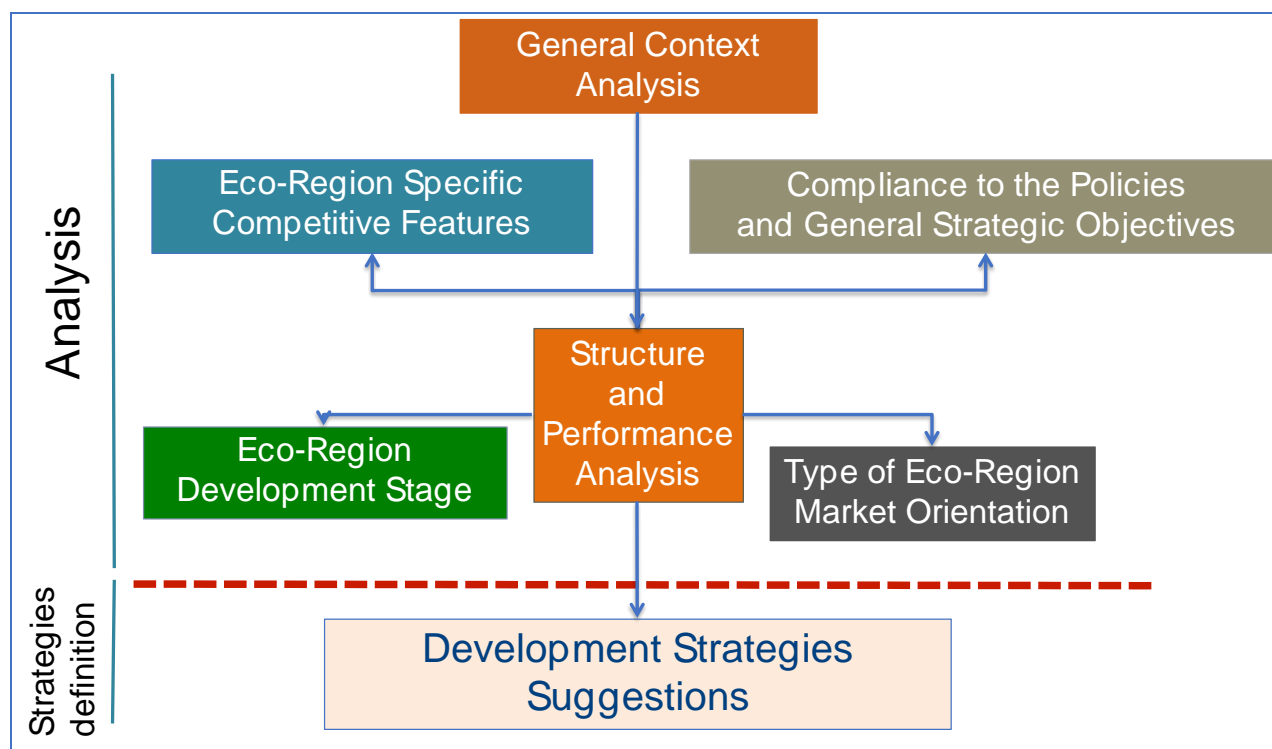 General Context
Analysis
Eco-Region Specific
Competitive Features
Compliance to the Policies
and General Strategic Objectives
Analysis
Structure
and
Performance
Analysis
Eco-Region
Development Stage
Type of Eco-Region
Market Orientation
Strategies
definition
Development Strategies
Suggestions